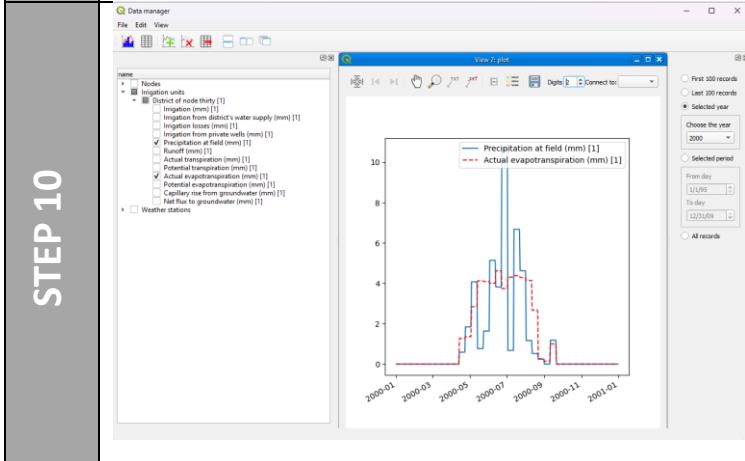 STEP 10
Data manager
File Edit View
name
Nodes
Irrigation units
District of node thirty [1]
Irrigation (mm) [1]
Irrigation from district's water supply (mm) [1]
Irrigation losses (mm) [1]
Irrigation from private wells (mm) [1]
Precipitation at field (mm) [1]
Runoff (mm) [1]
Actual transpiration (mm) [1]
Potential transpiration (mm) [1]
Actual evapotranspiration (mm) [1]
Potential evapotranspiration (mm) [1]
Capillary rise from groundwater (mm) [1]
Net flux to groundwater (mm) [1]
Weather stations
View 2: plot
Digits: 2 Connect to:
Precipitation at field (mm) [1]
Actual evapotranspiration (mm) [1]
10
8
6
4
2
0
2000-01
2000-03
2000-05
2000-07
2000-09
2000-11
2001-01
First 100 records
Last 100 records
Selected year
Choose the year
2000
Selected period
From day
1/1/95
To day
12/31/09
All records